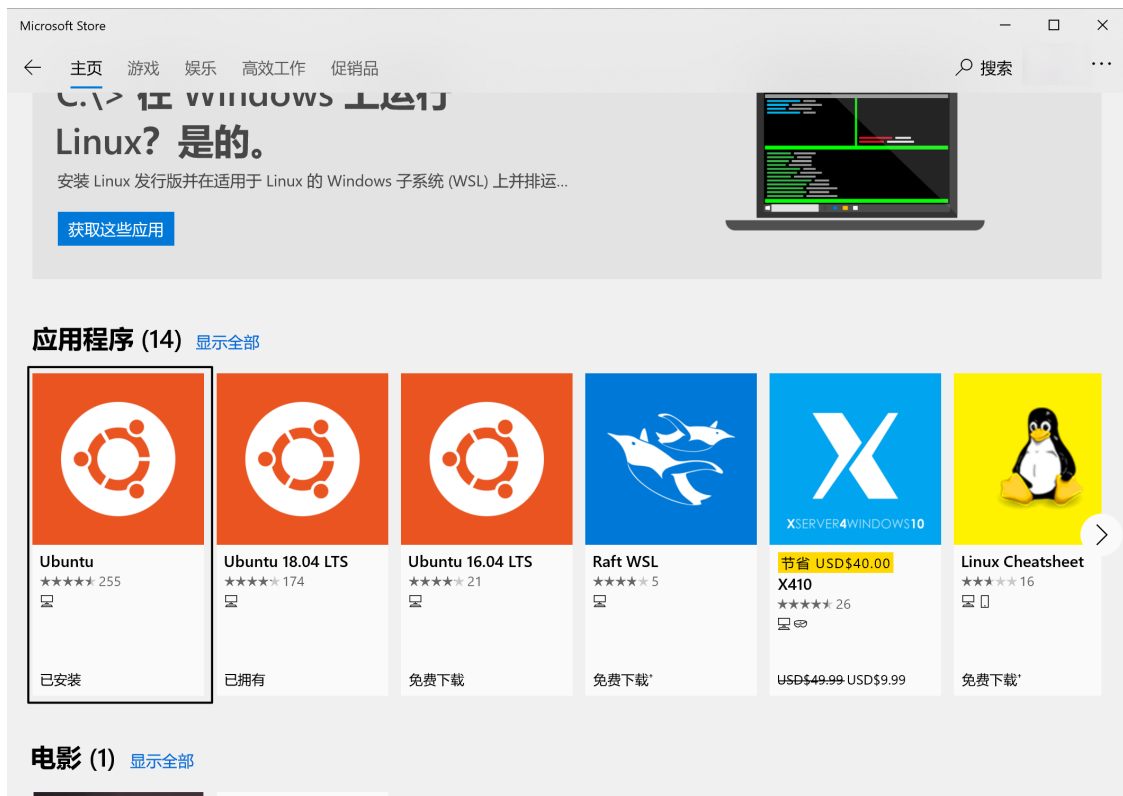 Microsoft Store
主页 游戏 娱乐 高效工作 促销品 搜索
C:\> 在 Windows 上运行
Linux？是的。
安装 Linux 发行版并在适用于 Linux 的 Windows 子系统 (WSL) 上并排运...
获取这些应用
应用程序 (14) 显示全部
XSERVER4WINDOWS10
Ubuntu
255
已安装
Ubuntu 18.04 LTS
174
已拥有
Ubuntu 16.04 LTS
21
免费下载
Raft WSL
5
免费下载+
节省 USD$40.00
X410
26
USD$49.99 USD$9.99
Linux Cheatsheet
16
免费下载+
电影 (1) 显示全部